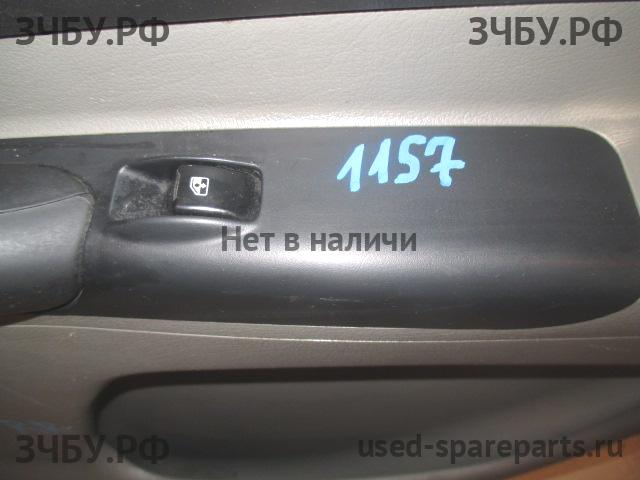 ЗЧБУ.РФ ЗЧБУ.РФ
1157
Нет в наличи
ЗЧБУ.РФ used-spareparts.ru